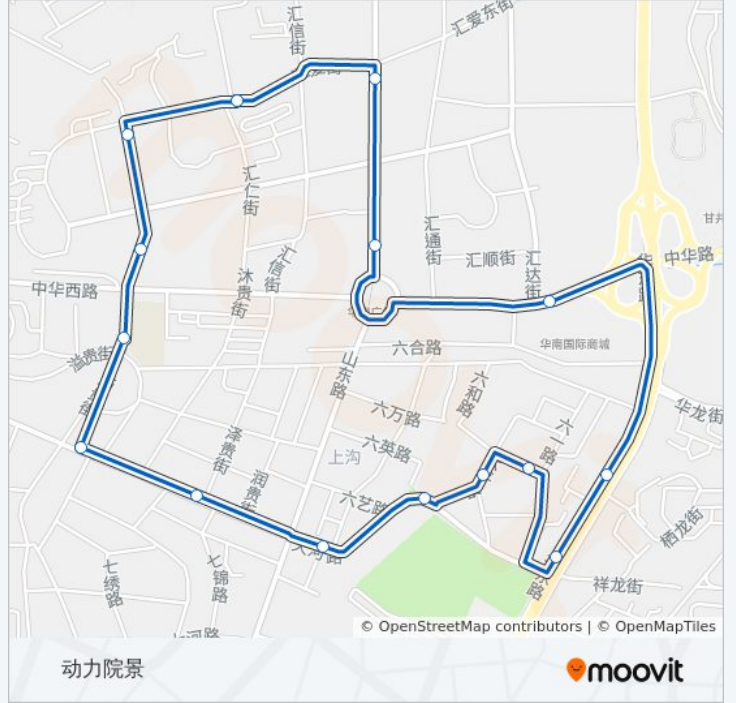 汇信街
汇爱东街
汇仁街
汇通街
甘井
汇信街
汇顺街
汇达街
中华路
沐贵街
中华西路
六合路
华南国际商城
溢贵街
山东路
六和路
六万路
华龙街
六一路
泽贵街
六英路
上沟
润贵街
六艺路
栖龙街
七绣路
七锦路
祥龙街
© OpenStreetMap contributors | © OpenMapTiles
动力院景
moovit